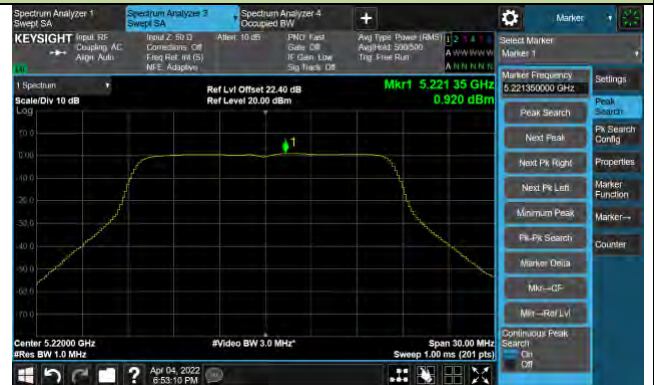 Spectrum Analyzer 1
Swept SA
Spectrum Analyzer 3
Swept SA
Spectrum Analyzer 4
Occupied BW
+
Marker
KEYSIGHT
Input: RF
Coupling: AC
Align: Auto
Input Z: 50 Ω
Corrections: Off
Freq Ref: Int (S)
NFE: Adaptive
Atten: 10 dB
PNO: Fast
Gate: Off
IF Gain: Low
Sig Track: Off
Avg Type: Power (RMS)
Avg|Hold: 500/500
Trig: Free Run
A W W W W W
A N N N N N
Select Marker
Marker 1
1 Spectrum
Scale/Div 10 dB
Log
Ref Lvl Offset 22.40 dB
Ref Level 20.00 dBm
Mkr1 5.221 35 GHz
0.920 dBm
1
10.0
0.00
-10.0
-20.0
-30.0
-40.0
-50.0
-60.0
-70.0
Center 5.22000 GHz
#Res BW 1.0 MHz
#Video BW 3.0 MHz*
Span 30.00 MHz
Sweep 1.00 ms (201 pts)
Marker Frequency
5.221350000 GHz
Peak Search
Next Peak
Next Pk Right
Next Pk Left
Minimum Peak
Pk-Pk Search
Marker Delta
Mkr→CF
Mkr→Ref Lvl
Continuous Peak
Search
On
Off
Settings
Peak
Search
Pk Search
Config
Properties
Marker
Function
Marker→
Counter
?
Apr 04, 2022
6:53:10 PM